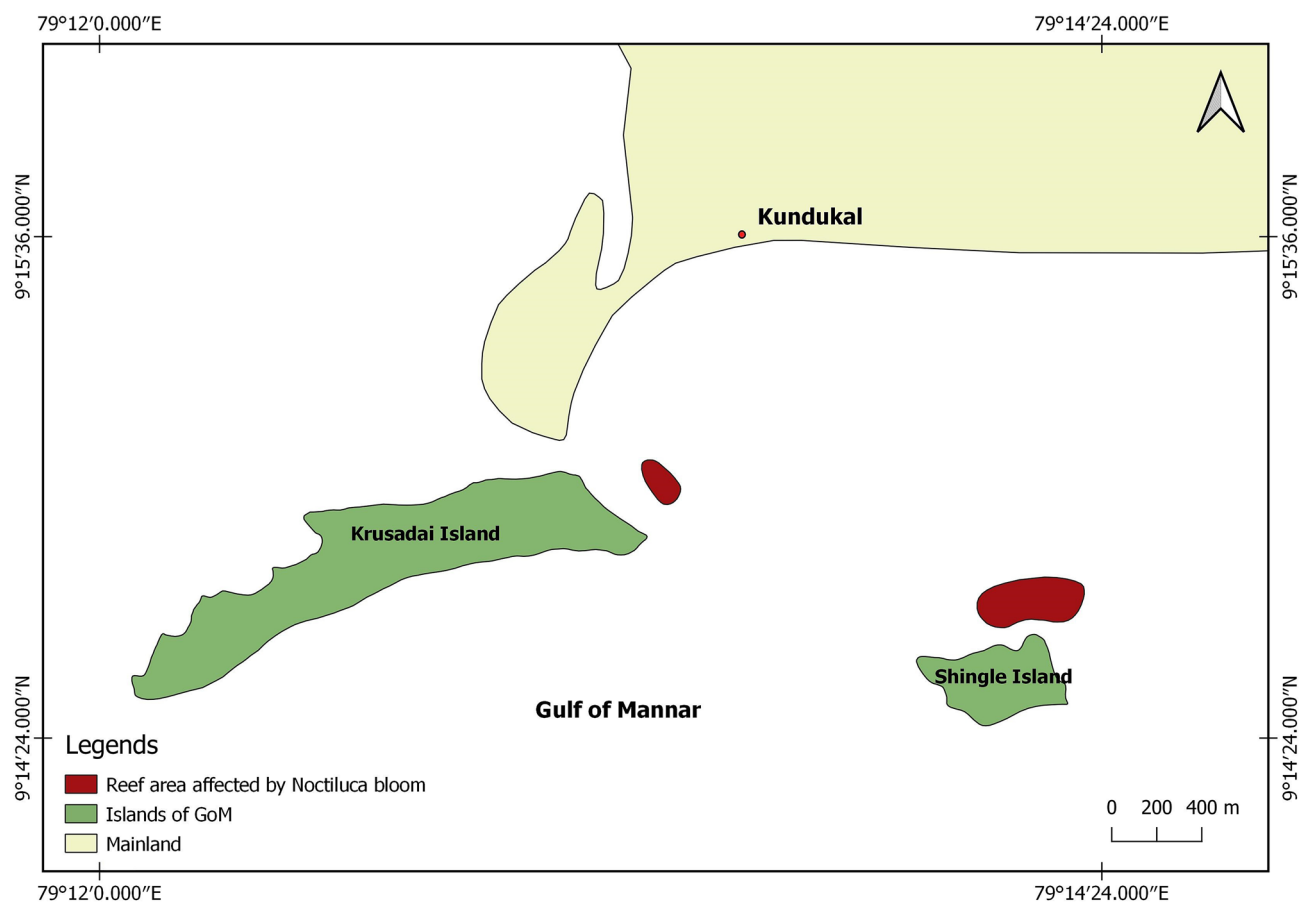 79°12′0.000″E
79°14′24.000″E
9°15′36.000″N
9°15′36.000″N
Kundukal
Krusadai Island
Shingle Island
Gulf of Mannar
9°14′24.000″N
9°14′24.000″N
Legends
Reef area affected by Noctiluca bloom
Islands of GoM
Mainland
0 200 400 m
79°12′0.000″E
79°14′24.000″E